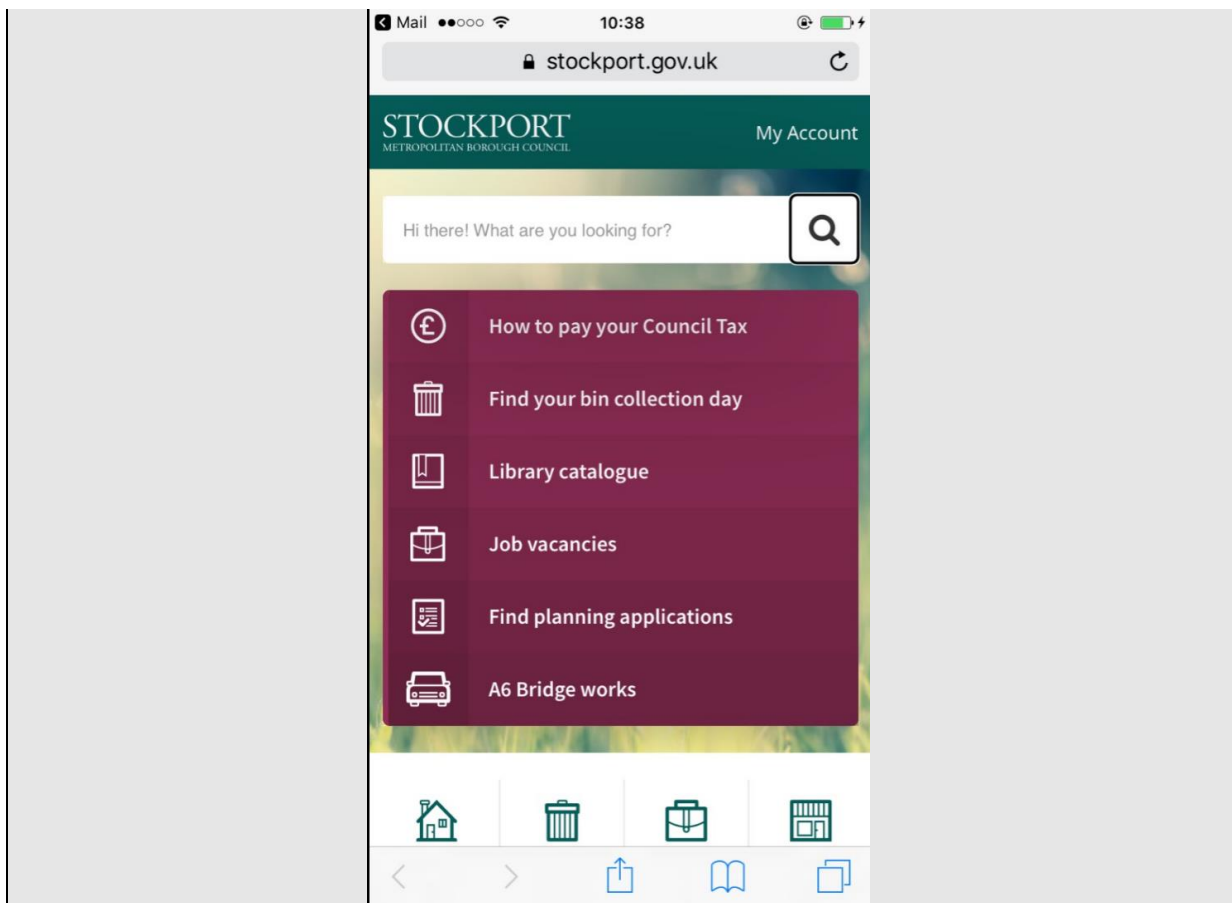 Mail 10:38
stockport.gov.uk
STOCKPORT
METROPOLITAN BOROUGH COUNCIL
My Account
Hi there! What are you looking for?
£
How to pay your Council Tax
Find your bin collection day
Library catalogue
Job vacancies
Find planning applications
A6 Bridge works